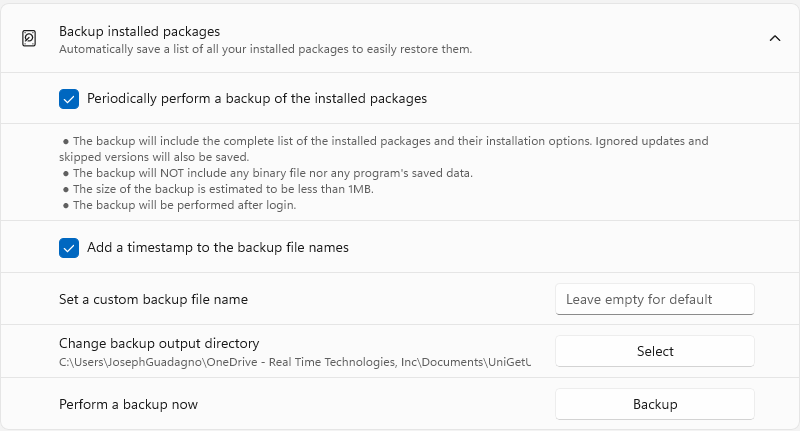 Backup installed packages
Automatically save a list of all your installed packages to easily restore them.
Periodically perform a backup of the installed packages
● The backup will include the complete list of the installed packages and their installation options. Ignored updates and
skipped versions will also be saved.
● The backup will NOT include any binary file nor any program's saved data.
● The size of the backup is estimated to be less than 1MB.
● The backup will be performed after login.
Add a timestamp to the backup file names
Set a custom backup file name
Leave empty for default
Change backup output directory
C:\Users\JosephGuadagno\OneDrive - Real Time Technologies, Inc\Documents\UniGetU
Select
Perform a backup now
Backup